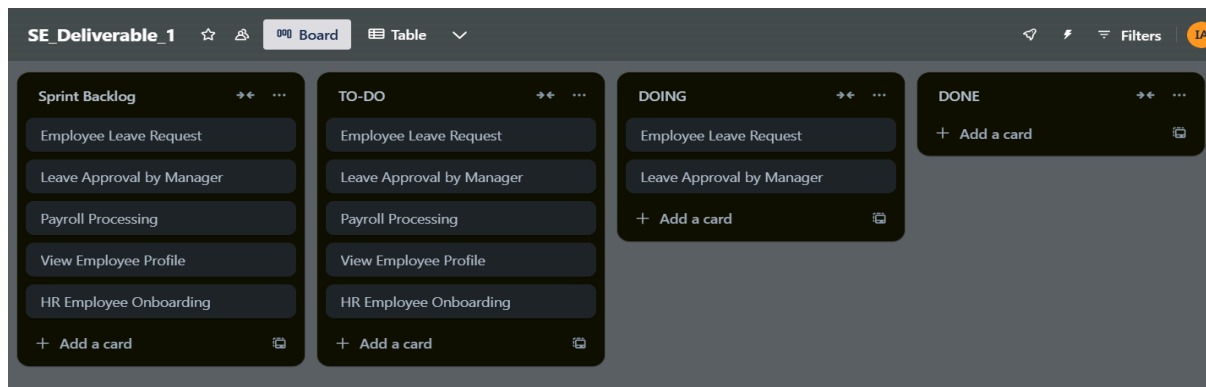 SE_Deliverable_1 Board Table Filters IA
Sprint Backlog
Employee Leave Request
Leave Approval by Manager
Payroll Processing
View Employee Profile
HR Employee Onboarding
+ Add a card
TO-DO
Employee Leave Request
Leave Approval by Manager
Payroll Processing
View Employee Profile
HR Employee Onboarding
+ Add a card
DOING
Employee Leave Request
Leave Approval by Manager
+ Add a card
DONE
+ Add a card